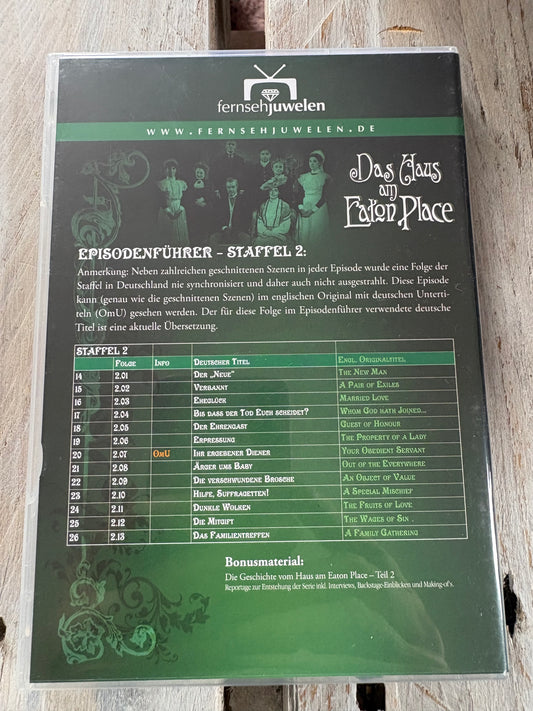 fernsehjuwelen
WWW.FERNSEHJUWELEN.DE
Das Haus
am
Eaton Place
Episodenführer – Staffel 2:
Anmerkung: Neben zahlreichen geschnittenen Szenen in jeder Episode wurde eine Folge der
Staffel in Deutschland nie synchronisiert und daher auch nicht ausgestrahlt. Diese Episode
kann (genau wie die geschnittenen Szenen) im englischen Original mit deutschen Unterti-
teln (OmU) gesehen werden. Der für diese Folge im Episodenführer verwendete deutsche
Titel ist eine aktuelle Übersetzung.
Staffel 2
Folge Info Deutscher Titel Engl. Originaltitel
14 2.01 Der „Neue" The New Man
15 2.02 Verbannt A Pair of Exiles
16 2.03 Eheglück Married Love
17 2.04 Bis dass der Tod Euch scheidet? Whom God hath Joined...
18 2.05 Der Ehrengast Guest of Honour
19 2.06 Erpressung The Property of a Lady
20 2.07 OmU Ihr ergebener Diener Your Obedient Servant
21 2.08 Ärger ums Baby Out of the Everywhere
22 2.09 Die verschwundene Brosche An Object of Value
23 2.10 Hilfe, Suffragetten! A Special Mischief
24 2.11 Dunkle Wolken The Fruits of Love
25 2.12 Die Mitgift The Wages of Sin
26 2.13 Das Familientreffen A Family Gathering
Bonusmaterial:
Die Geschichte vom Haus am Eaton Place – Teil 2
Reportage zur Entstehung der Serie inkl. Interviews, Backstage-Einblicken und Making-of's.